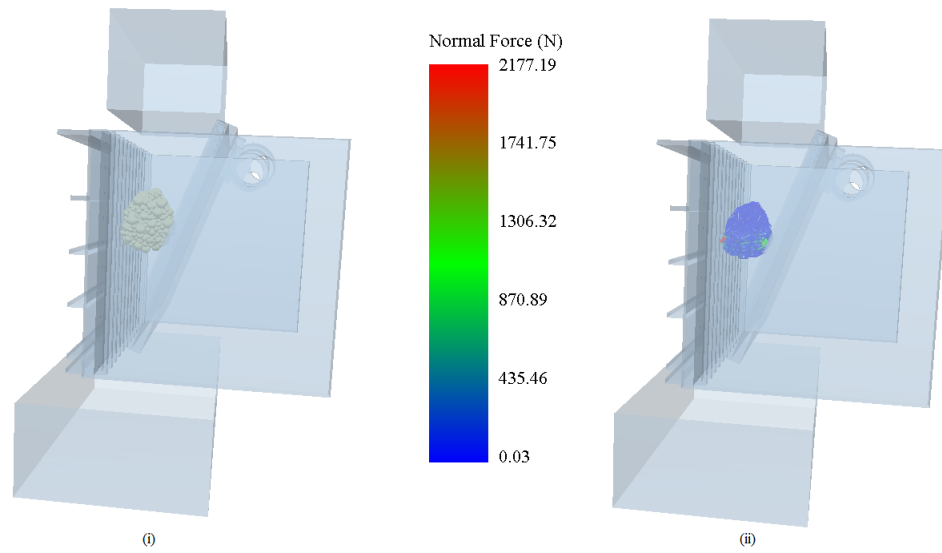 Normal Force (N)
2177.19
1741.75
1306.32
870.89
435.46
0.03
(i)
(ii)